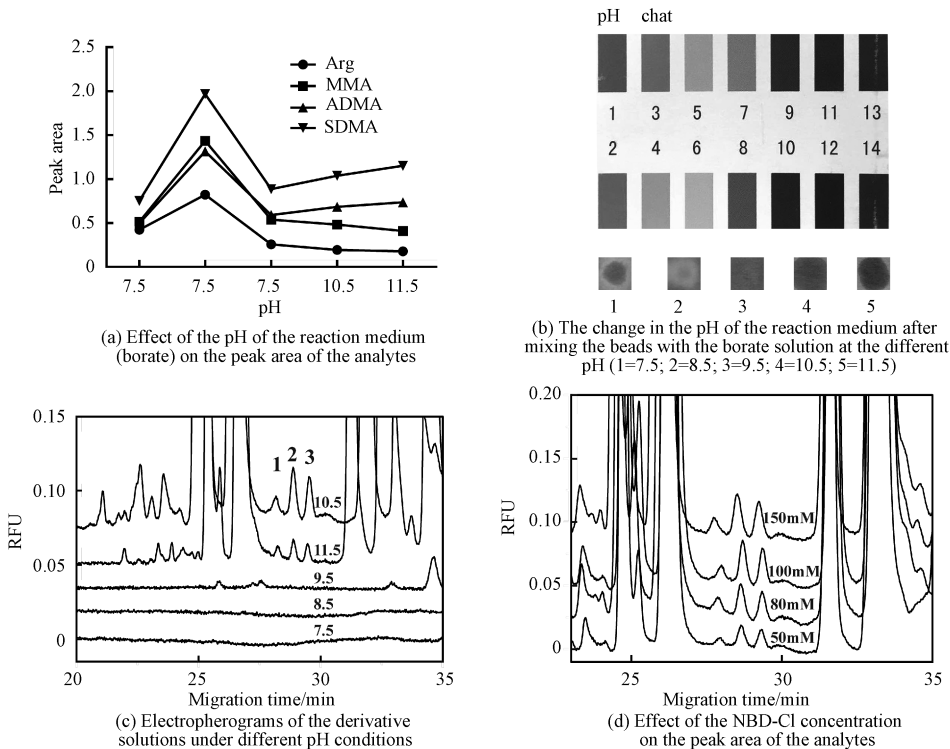 2.5
2.0
1.5
1.0
0.5
0
Peak area
Arg
MMA
ADMA
SDMA
7.5 7.5 7.5 10.5 11.5
pH
(a) Effect of the pH of the reaction medium
(borate) on the peak area of the analytes
pH chat
1 3 5 7 9 11 13
2 4 6 8 10 12 14
1 2 3 4 5
(b) The change in the pH of the reaction medium after
mixing the beads with the borate solution at the different
pH (1=7.5; 2=8.5; 3=9.5; 4=10.5; 5=11.5)
0.15
0.10
0.05
0
RFU
1 2 3
10.5
11.5
9.5
8.5
7.5
20 25 30 35
Migration time/min
(c) Electropherograms of the derivative
solutions under different pH conditions
0.20
0.15
0.10
0.05
0
RFU
150mM
100mM
80mM
50mM
25 30 35
Migration time/min
(d) Effect of the NBD-Cl concentration
on the peak area of the analytes